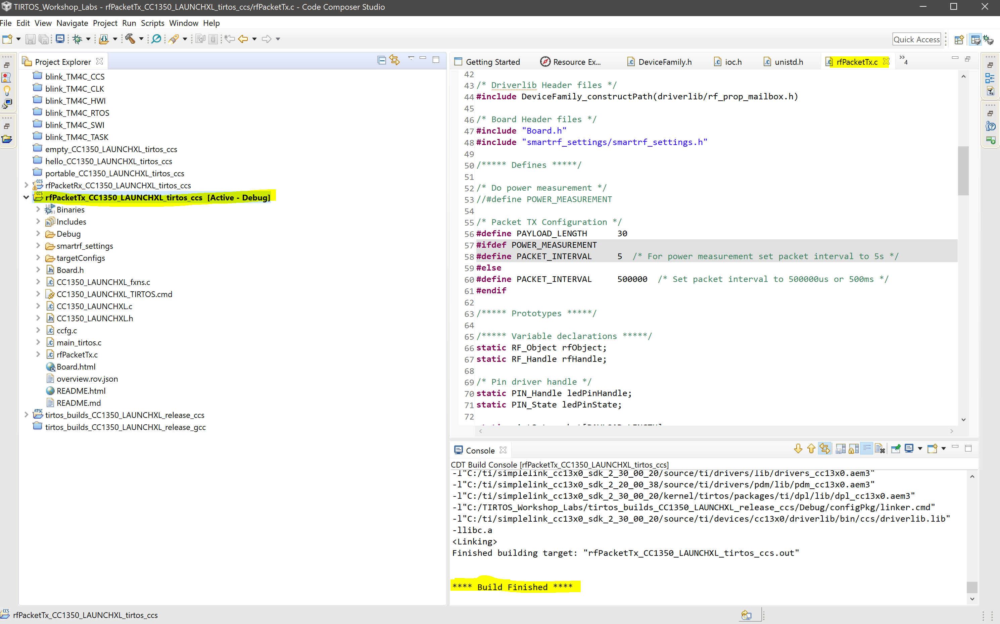 TIRTOS_Workshop_Labs - rfPacketTx_CC1350_LAUNCHXL_tirtos_ccs/rfPacketTx.c - Code Composer Studio
File Edit View Navigate Project Run Scripts Window Help
Quick Access
Project Explorer
blink_TM4C_CCS
blink_TM4C_CLK
blink_TM4C_HWI
blink_TM4C_RTOS
blink_TM4C_SWI
blink_TM4C_TASK
empty_CC1350_LAUNCHXL_tirtos_ccs
hello_CC1350_LAUNCHXL_tirtos_ccs
portable_CC1350_LAUNCHXL_tirtos_ccs
rfPacketRx_CC1350_LAUNCHXL_tirtos_ccs
rfPacketTx_CC1350_LAUNCHXL_tirtos_ccs [Active - Debug]
Binaries
Includes
Debug
smartrf_settings
targetConfigs
Board.h
CC1350_LAUNCHXL_fxns.c
CC1350_LAUNCHXL_TIRTOS.cmd
CC1350_LAUNCHXL.c
CC1350_LAUNCHXL.h
ccfg.c
main_tirtos.c
rfPacketTx.c
Board.html
overview.rov.json
README.html
README.md
tirtos_builds_CC1350_LAUNCHXL_release_ccs
tirtos_builds_CC1350_LAUNCHXL_release_gcc
Getting Started Resource Ex... DeviceFamily.h ioc.h unistd.h rfPacketTx.c »4
42
43 /* Driverlib Header files */
44 #include DeviceFamily_constructPath(driverlib/rf_prop_mailbox.h)
45
46 /* Board Header files */
47 #include "Board.h"
48 #include "smartrf_settings/smartrf_settings.h"
49
50 /***** Defines *****/
51
52 /* Do power measurement */
53 //#define POWER_MEASUREMENT
54
55 /* Packet TX Configuration */
56 #define PAYLOAD_LENGTH      30
57 #ifdef POWER_MEASUREMENT
58 #define PACKET_INTERVAL     5  /* For power measurement set packet interval to 5s */
59 #else
60 #define PACKET_INTERVAL     500000  /* Set packet interval to 500000us or 500ms */
61 #endif
62
63 /***** Prototypes *****/
64
65 /***** Variable declarations *****/
66 static RF_Object rfObject;
67 static RF_Handle rfHandle;
68
69 /* Pin driver handle */
70 static PIN_Handle ledPinHandle;
71 static PIN_State ledPinState;
72
Console
CDT Build Console [rfPacketTx_CC1350_LAUNCHXL_tirtos_ccs]
-l"C:/ti/simplelink_cc13x0_sdk_2_30_00_20/source/ti/drivers/lib/drivers_cc13x0.aem3"
-l"C:/ti/simplelink_cc13x0_sdk_2_20_00_38/source/ti/drivers/pdm/lib/pdm_cc13x0.aem3"
-l"C:/ti/simplelink_cc13x0_sdk_2_30_00_20/kernel/tirtos/packages/ti/dpl/lib/dpl_cc13x0.aem3"
-l"C:/TIRTOS_Workshop_Labs/tirtos_builds_CC1350_LAUNCHXL_release_ccs/Debug/configPkg/linker.cmd"
-l"C:/ti/simplelink_cc13x0_sdk_2_30_00_20/source/ti/devices/cc13x0/driverlib/bin/ccs/driverlib.lib"
-llibc.a
<Linking>
Finished building target: "rfPacketTx_CC1350_LAUNCHXL_tirtos_ccs.out"
**** Build Finished ****
rfPacketTx_CC1350_LAUNCHXL_tirtos_ccs